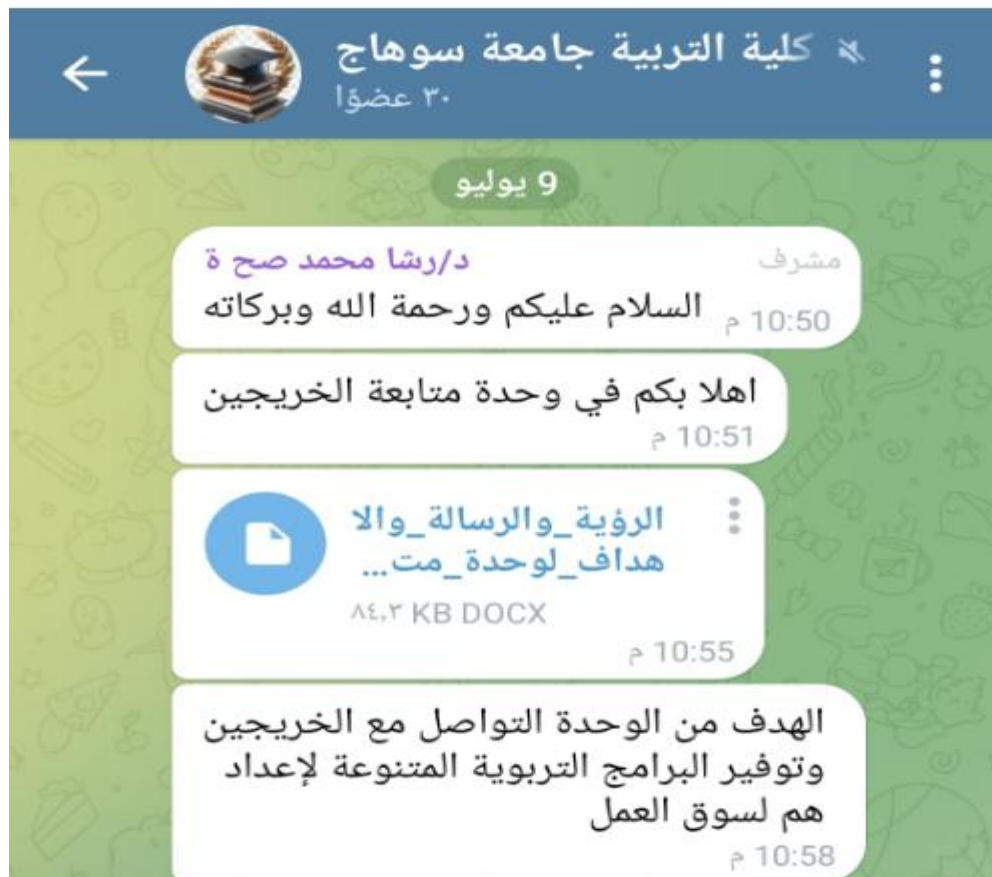 كلية التربية جامعة سوهاج
٣٠ عضوًا
9 يوليو
د/رشا محمد صح ة
مشرف
السلام عليكم ورحمة الله وبركاته
10:50 م
اهلا بكم في وحدة متابعة الخريجين
10:51 م
الرؤية_والرسالة_والا
هداف_لوحدة_مت...
٨٤,٣ KB DOCX
10:55 م
الهدف من الوحدة التواصل مع الخريجين
وتوفير البرامج التربوية المتنوعة لإعداد
هم لسوق العمل
10:58 م